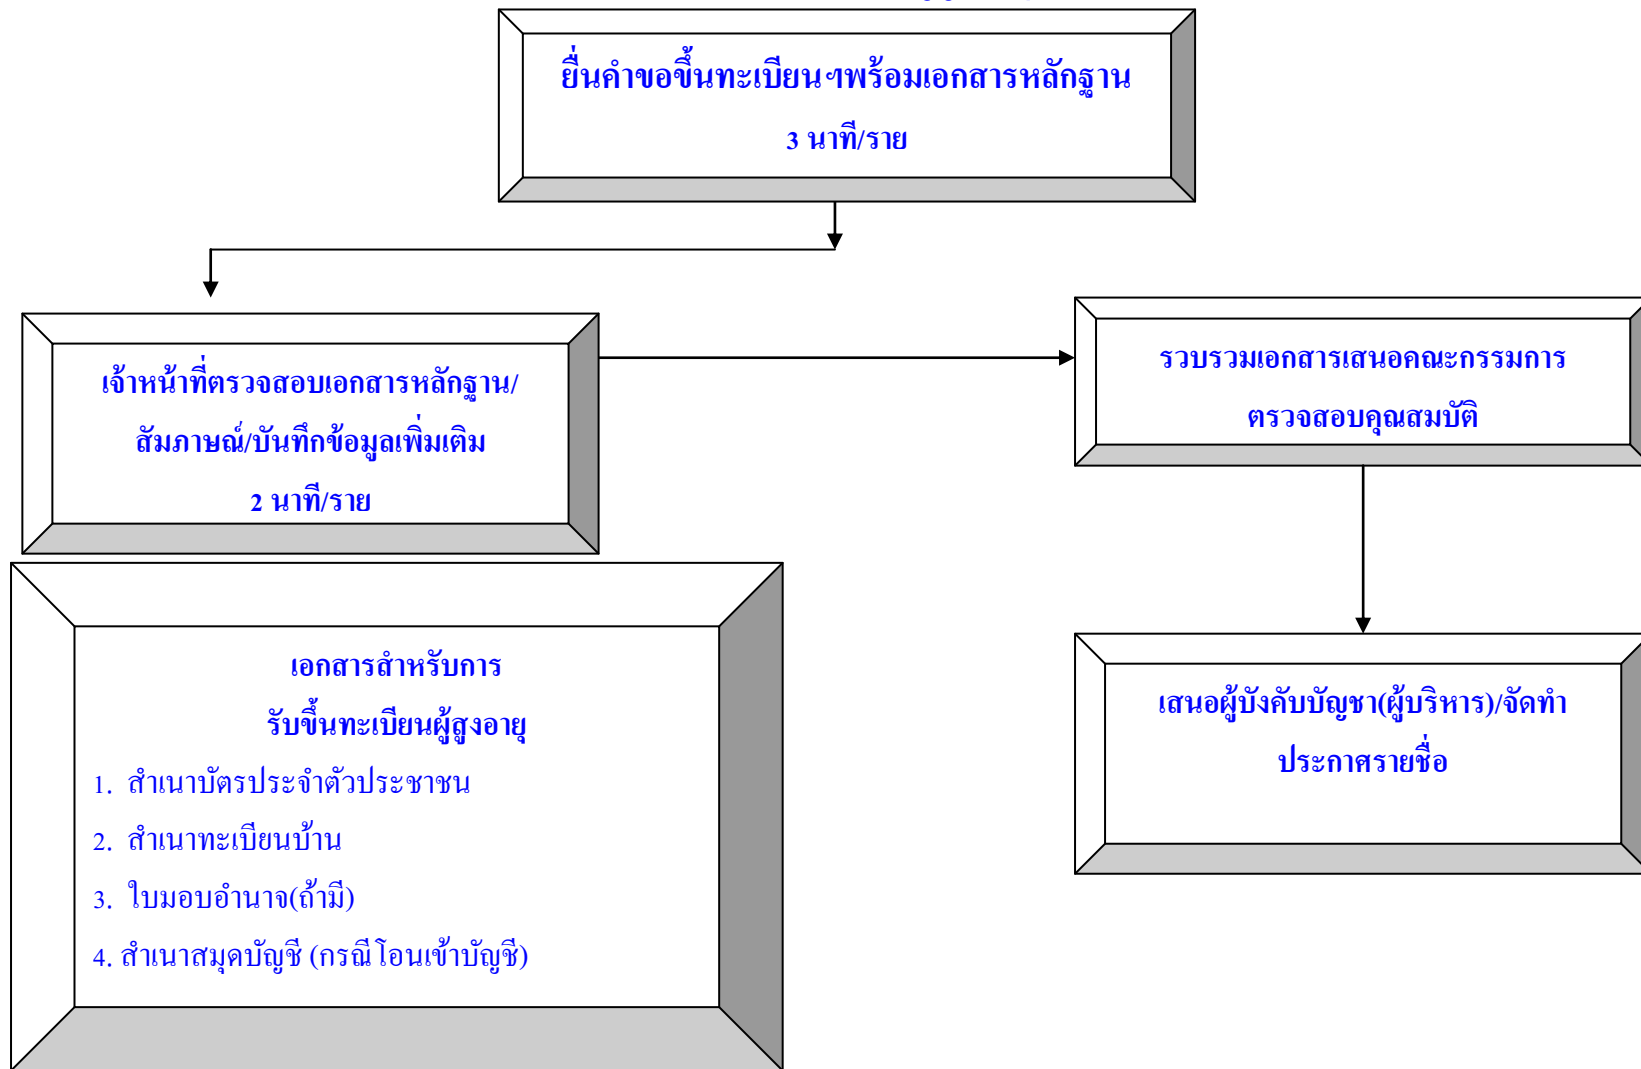 ยื่นคำขอขึ้นทะเบียนฯพร้อมเอกสารหลักฐาน
3 นาที/ราย
เจ้าหน้าที่ตรวจสอบเอกสารหลักฐาน/
สัมภาษณ์/บันทึกข้อมูลเพิ่มเติม
2 นาที/ราย
รวบรวมเอกสารเสนอคณะกรรมการ
ตรวจสอบคุณสมบัติ
เอกสารสำหรับการ
รับขึ้นทะเบียนผู้สูงอายุ
1. สำเนาบัตรประจำตัวประชาชน
2. สำเนาทะเบียนบ้าน
3. ใบมอบอำนาจ(ถ้ามี)
4. สำเนาสมุดบัญชี (กรณีโอนเข้าบัญชี)
เสนอผู้บังคับบัญชา(ผู้บริหาร)/จัดทำ
ประกาศรายชื่อ